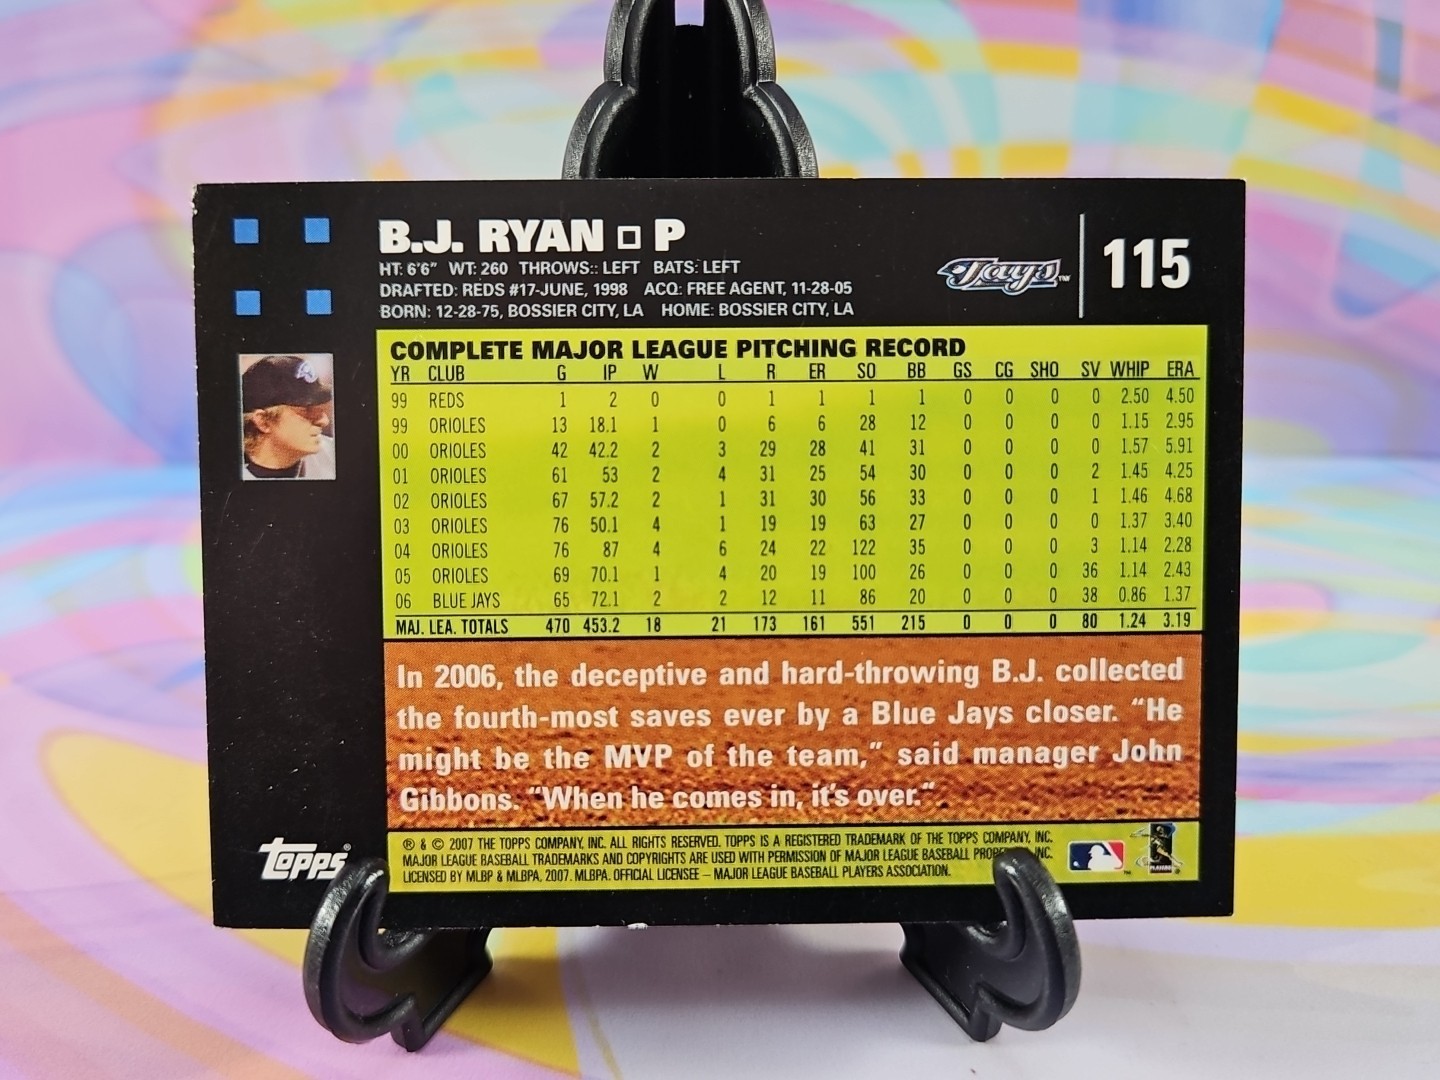 B.J. RYAN □ P
HT: 6'6" WT: 260 THROWS:: LEFT BATS: LEFT
DRAFTED: REDS #17-JUNE, 1998 ACQ: FREE AGENT, 11-28-05
BORN: 12-28-75, BOSSIER CITY, LA HOME: BOSSIER CITY, LA
Jays TM
115
COMPLETE MAJOR LEAGUE PITCHING RECORD
YR CLUB G IP W L R ER SO BB GS CG SHO SV WHIP ERA
99 REDS 1 2 0 0 1 1 1 1 0 0 0 0 2.50 4.50
99 ORIOLES 13 18.1 1 0 6 6 28 12 0 0 0 0 1.15 2.95
00 ORIOLES 42 42.2 2 3 29 28 41 31 0 0 0 0 1.57 5.91
01 ORIOLES 61 53 2 4 31 25 54 30 0 0 0 2 1.45 4.25
02 ORIOLES 67 57.2 2 1 31 30 56 33 0 0 0 1 1.46 4.68
03 ORIOLES 76 50.1 4 1 19 19 63 27 0 0 0 0 1.37 3.40
04 ORIOLES 76 87 4 6 24 22 122 35 0 0 0 3 1.14 2.28
05 ORIOLES 69 70.1 1 4 20 19 100 26 0 0 0 36 1.14 2.43
06 BLUE JAYS 65 72.1 2 2 12 11 86 20 0 0 0 38 0.86 1.37
MAJ. LEA. TOTALS 470 453.2 18 21 173 161 551 215 0 0 0 80 1.24 3.19
In 2006, the deceptive and hard-throwing B.J. collected
the fourth-most saves ever by a Blue Jays closer. “He
might be the MVP of the team,” said manager John
Gibbons. “When he comes in, it's over.“
topps®
® & © 2007 THE TOPPS COMPANY, INC. ALL RIGHTS RESERVED. TOPPS IS A REGISTERED TRADEMARK OF THE TOPPS COMPANY, INC.
MAJOR LEAGUE BASEBALL TRADEMARKS AND COPYRIGHTS ARE USED WITH PERMISSION OF MAJOR LEAGUE BASEBALL INC.
LICENSED BY MLBP & MLBPA, 2007. MLBPA. OFFICIAL LICENSEE – MAJOR LEAGUE BASEBALL PLAYERS ASSOCIATION.